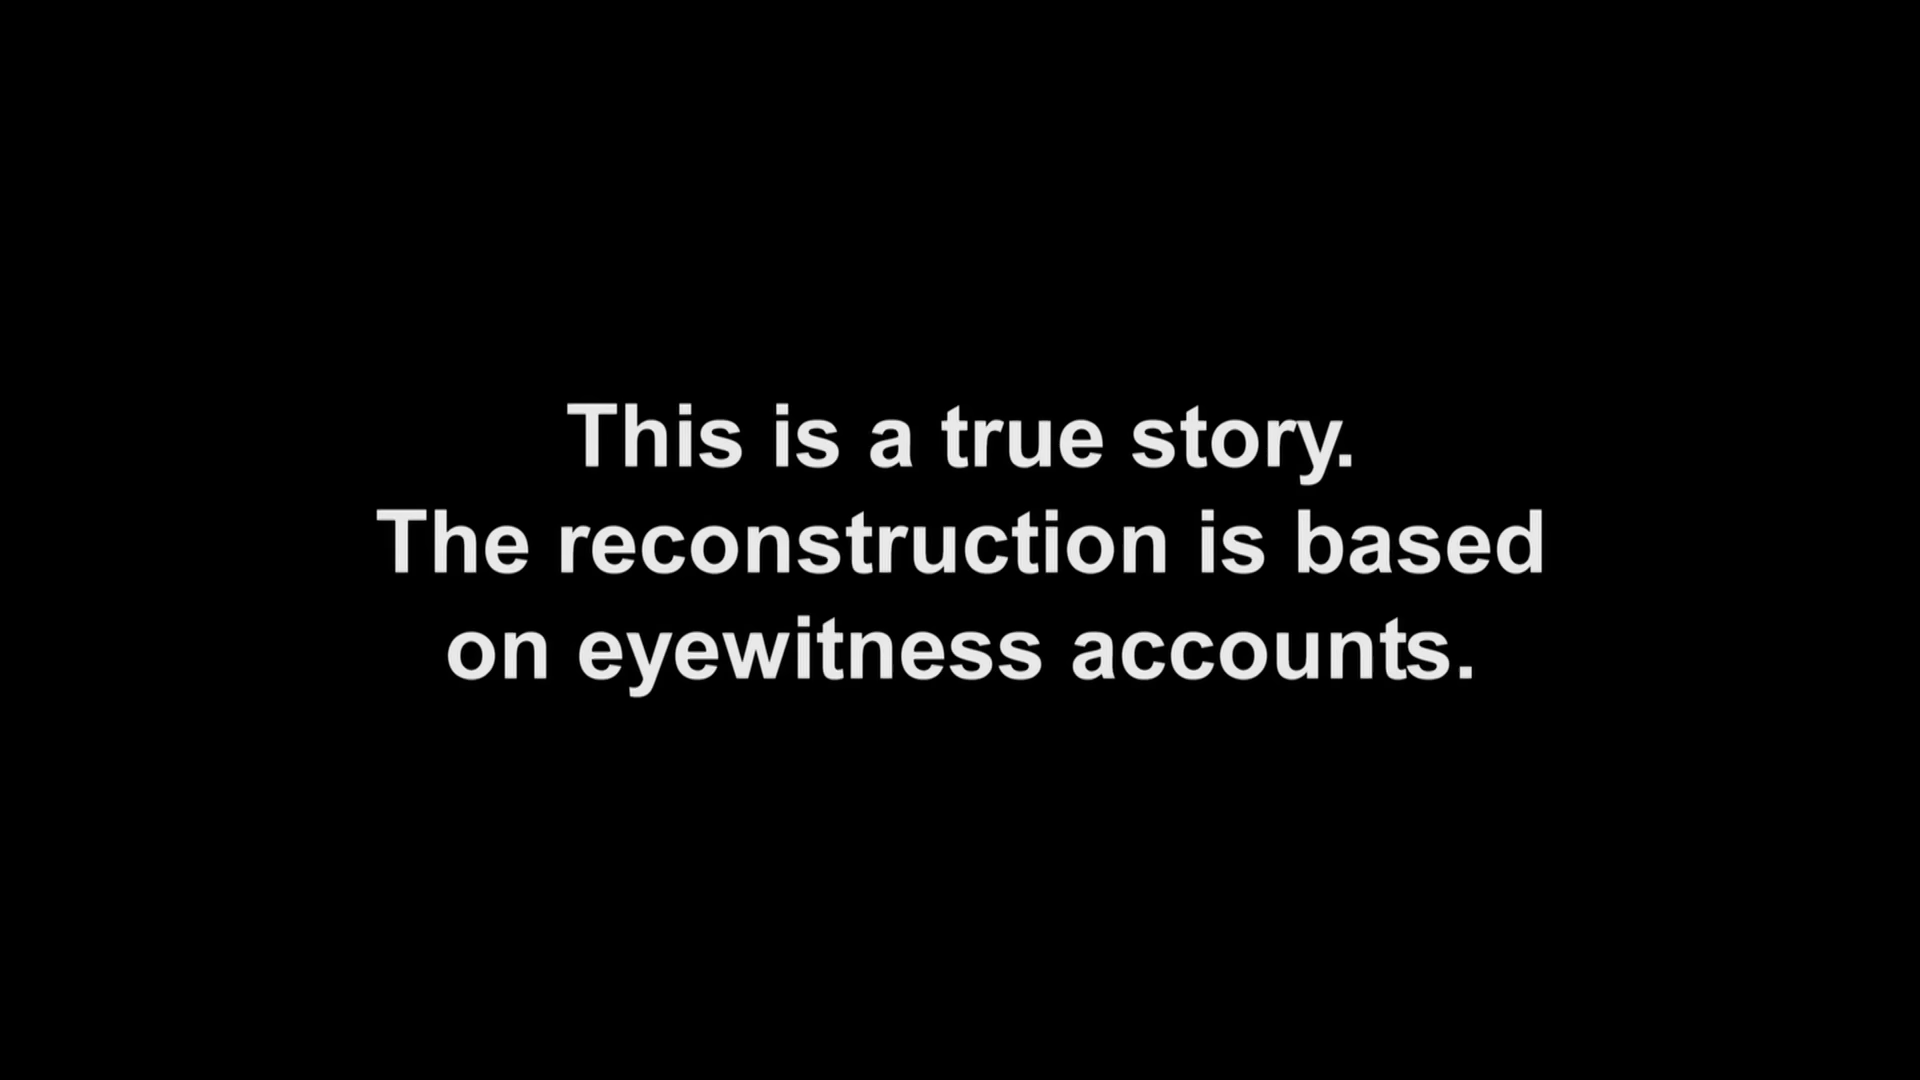 This is a true story.
The reconstruction is based
on eyewitness accounts.